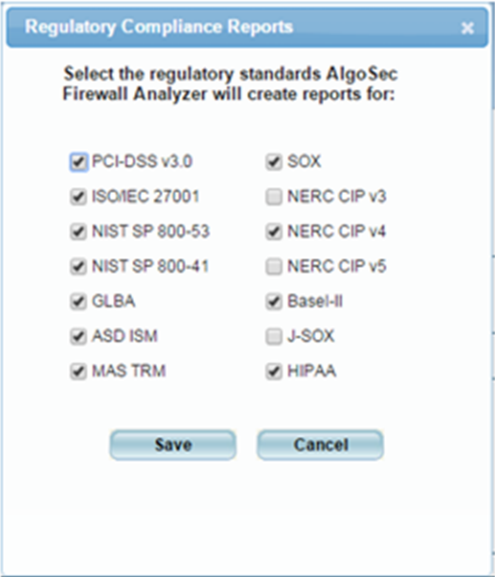 Regulatory Compliance Reports
Select the regulatory standards AlgoSec
Firewall Analyzer will create reports for:
PCI-DSS v3.0
SOX
ISO/IEC 27001
NERC CIP v3
NIST SP 800-53
NERC CIP v4
NIST SP 800-41
NERC CIP v5
GLBA
Basel-II
ASD ISM
J-SOX
MAS TRM
HIPAA
Save
Cancel